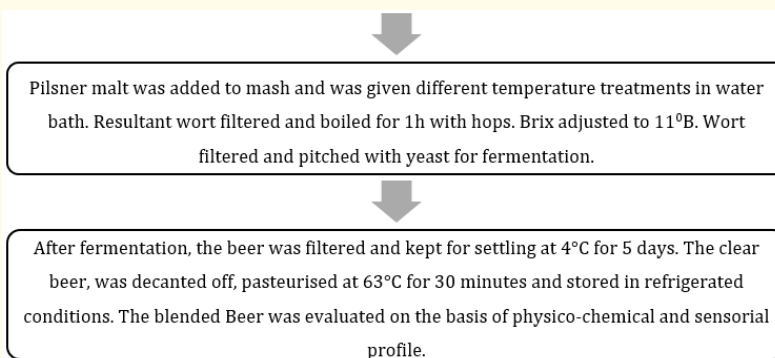 Pilsner malt was added to mash and was given different temperature treatments in water
bath. Resultant wort filtered and boiled for 1h with hops. Brix adjusted to 11⁰B. Wort
filtered and pitched with yeast for fermentation.
After fermentation, the beer was filtered and kept for settling at 4°C for 5 days. The clear
beer, was decanted off, pasteurised at 63°C for 30 minutes and stored in refrigerated
conditions. The blended Beer was evaluated on the basis of physico-chemical and sensorial
profile.